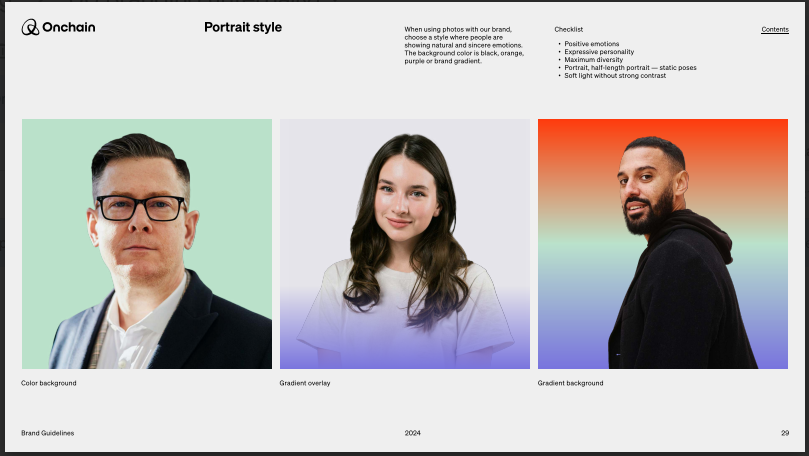 Onchain
Portrait style
When using photos with our brand,
choose a style where people are
showing natural and sincere emotions.
The background color is black, orange,
purple or brand gradient.
Checklist
• Positive emotions
• Expressive personality
• Maximum diversity
• Portrait, half-length portrait — static poses
• Soft light without strong contrast
Contents
Color background
Gradient overlay
Gradient background
Brand Guidelines
2024
29